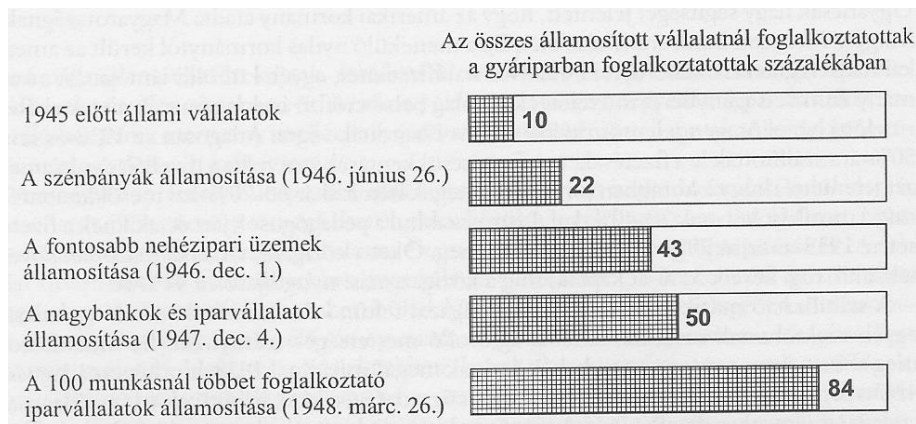 Az összes államosított vállalatnál foglalkoztatottak
a gyáriparban foglalkoztatottak százalékában
1945 előtt állami vállalatok
10
A szénbányák államosítása (1946. június 26.)
22
A fontosabb nehézipari üzemek
államosítása (1946. dec. 1.)
43
A nagybankok és iparvállalatok
államosítása (1947. dec. 4.)
50
A 100 munkásnál többet foglalkoztató
iparvállalatok államosítása (1948. márc. 26.)
84